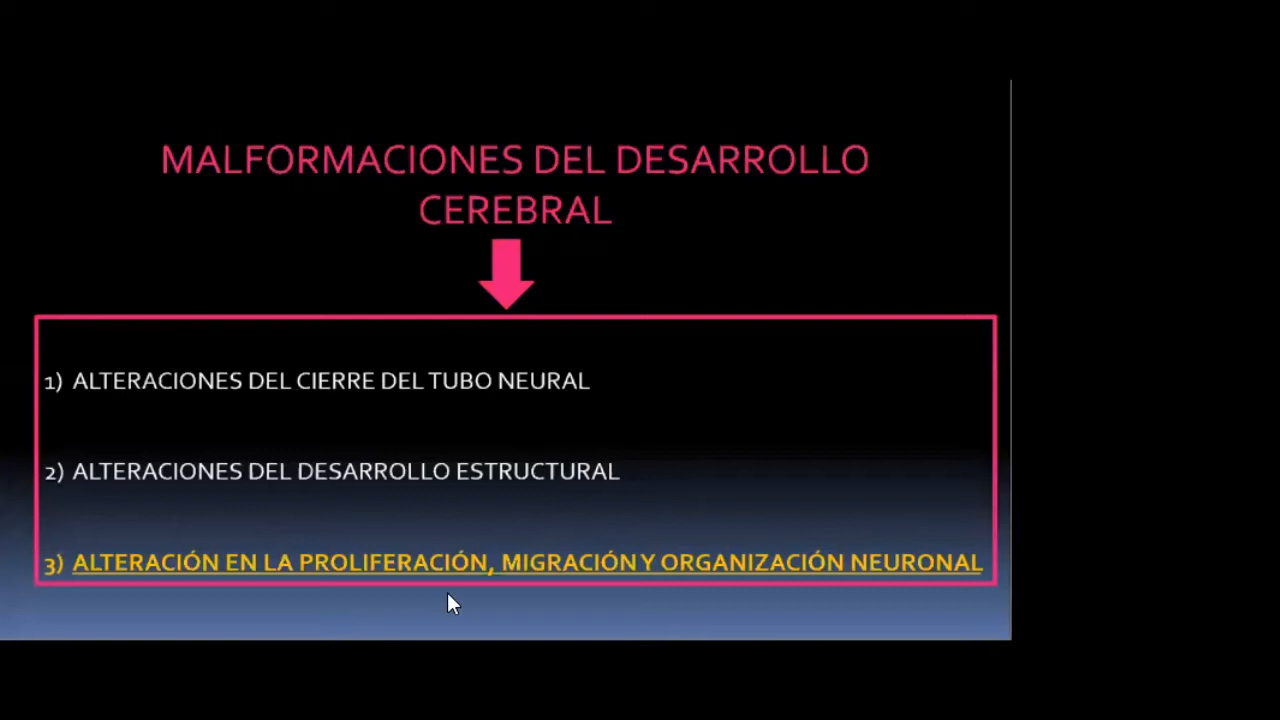 MALFORMACIONES DEL DESARROLLO
CEREBRAL
1) ALTERACIONES DEL CIERRE DEL TUBO NEURAL
2) ALTERACIONES DEL DESARROLLO ESTRUCTURAL
3) ALTERACIÓN EN LA PROLIFERACIÓN, MIGRACIÓN Y ORGANIZACIÓN NEURONAL